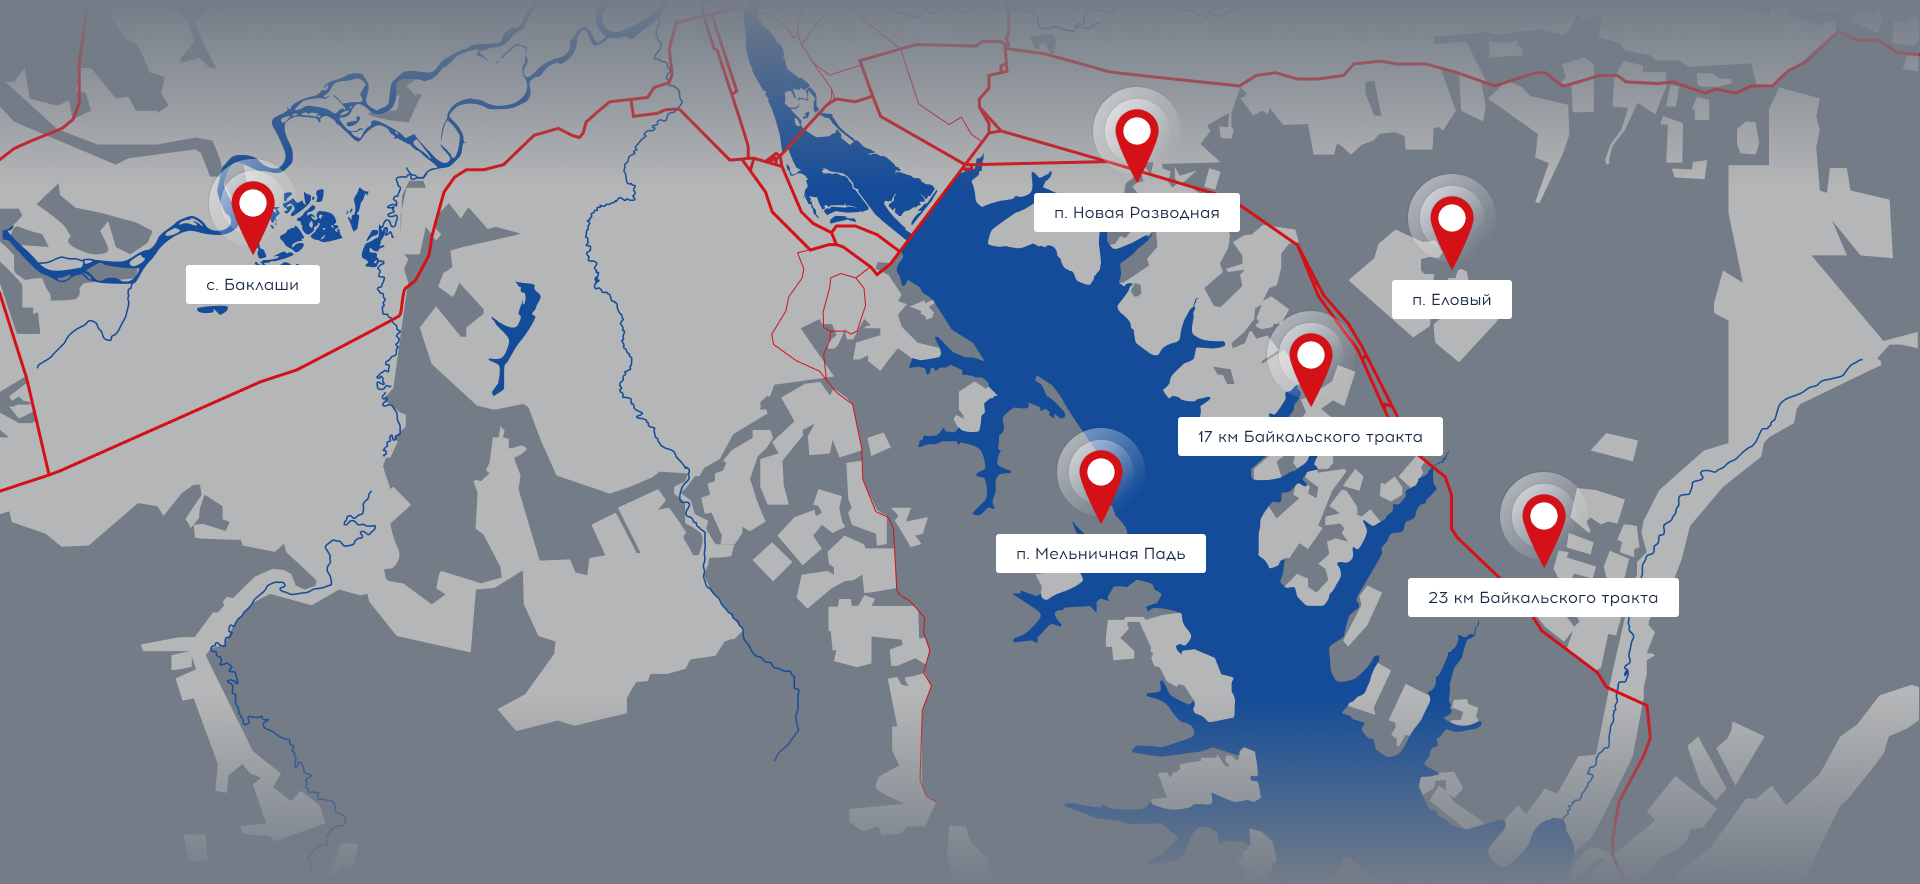 п. Новая Разводная
с. Баклаши
п. Еловый
17 км Байкальского тракта
п. Мельничная Падь
23 км Байкальского тракта